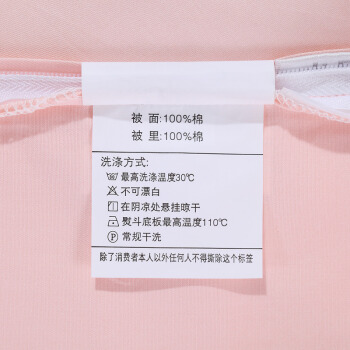 被 面:100%棉
被 里:100%棉
洗涤方式:
最高洗涤温度30℃
不可漂白
在阴凉处悬挂晾干
熨斗底板最高温度110℃
Ⓟ 常规干洗
除了消费者本人以外任何人不得撕除这个标签